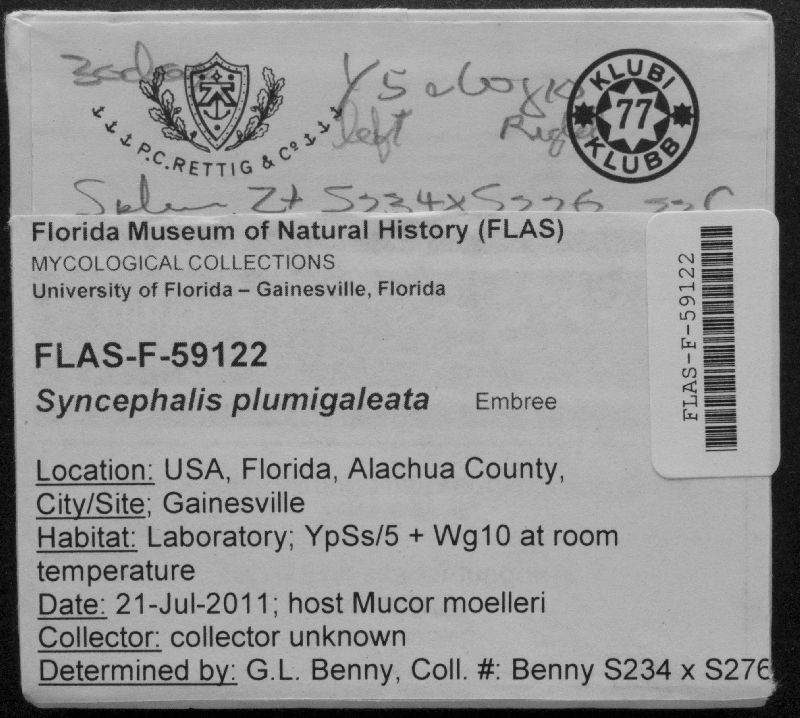 left
P.C. RETTIG & Cº
KLUBI
77
KLUBB
Florida Museum of Natural History (FLAS)
MYCOLOGICAL COLLECTIONS
University of Florida – Gainesville, Florida
FLAS-F-59122
Syncephalis plumigaleata Embree
Location: USA, Florida, Alachua County,
City/Site; Gainesville
Habitat: Laboratory; YpSs/5 + Wg10 at room
temperature
Date: 21-Jul-2011; host Mucor moelleri
Collector: collector unknown
Determined by: G.L. Benny, Coll. #: Benny S234 x S276
FLAS-F-59122